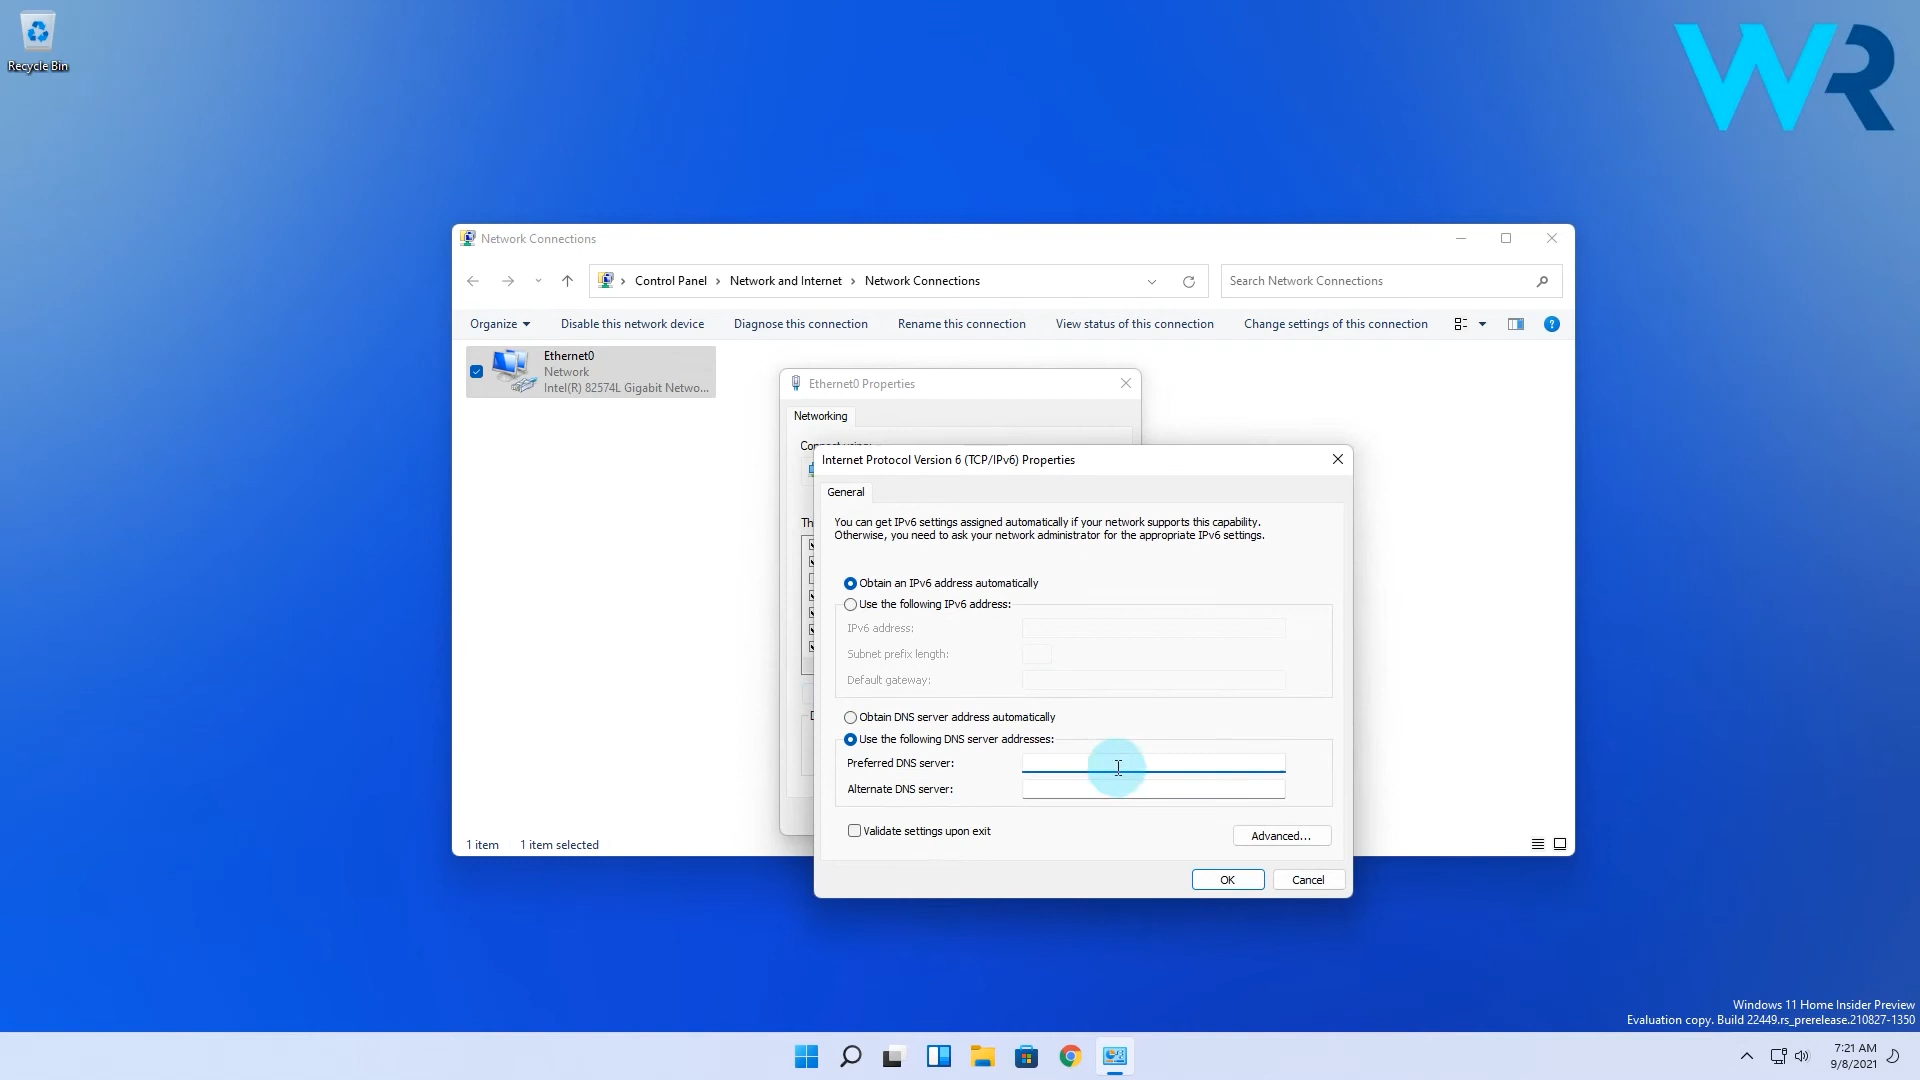 Recycle Bin
WR
Network Connections
Control Panel > Network and Internet > Network Connections
Search Network Connections
Organize Disable this network device Diagnose this connection Rename this connection View status of this connection Change settings of this connection ?
Ethernet0
Network
Intel(R) 82574L Gigabit Netwo...
Ethernet0 Properties
Networking
Internet Protocol Version 6 (TCP/IPv6) Properties
General
You can get IPv6 settings assigned automatically if your network supports this capability.
Otherwise, you need to ask your network administrator for the appropriate IPv6 settings.
Obtain an IPv6 address automatically
Use the following IPv6 address:
IPv6 address:
Subnet prefix length:
Default gateway:
Obtain DNS server address automatically
Use the following DNS server addresses:
Preferred DNS server:
Alternate DNS server:
Validate settings upon exit
Advanced...
OK Cancel
1 item 1 item selected
Windows 11 Home Insider Preview
Evaluation copy. Build 22449.rs_prerelease.210827-1350
7:21 AM
9/8/2021